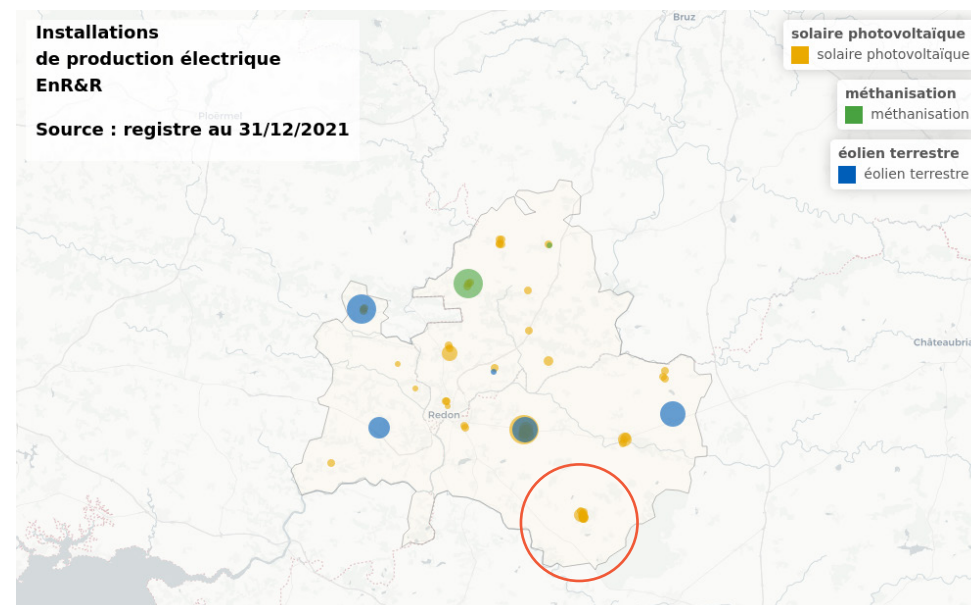 Installations
de production électrique
EnR&R
Source : registre au 31/12/2021
Ploërmel
Bruz
solaire photovoltaïque
solaire photovoltaïque
méthanisation
méthanisation
éolien terrestre
éolien terrestre
Châteaubria
Redon